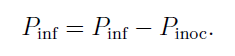 P_inf = P_inf − P_inoc.